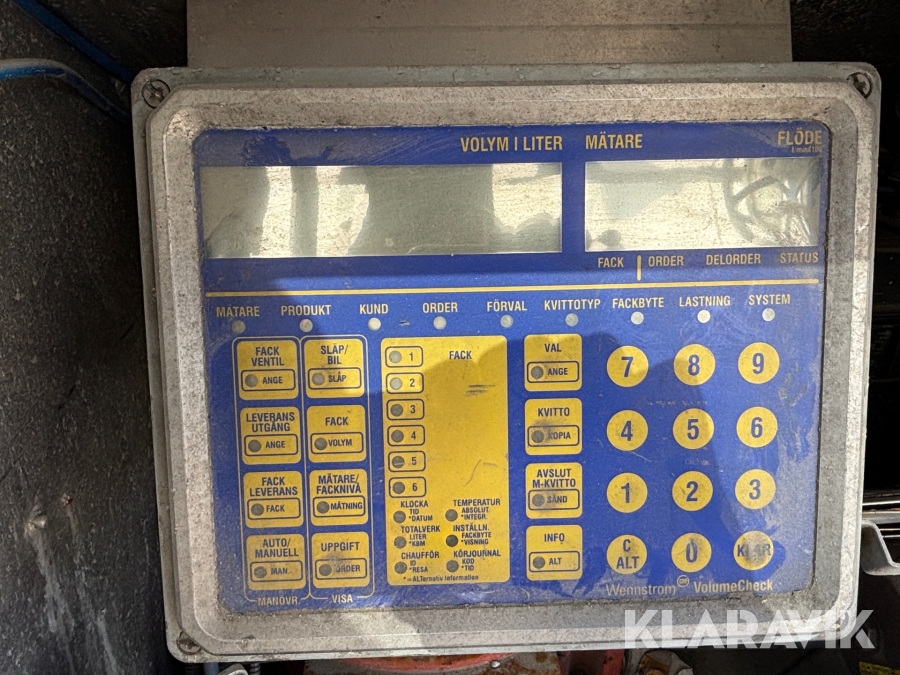 VOLYM I LITER MÄTARE FLÖDE
FACK ORDER DELORDER STATUS
MÄTARE PRODUKT KUND ORDER FÖRVAL KVITTOTYP FACKBYTE LASTNING SYSTEM
FACK
VENTIL
ANGE
SLÄP/
BIL
SLÄP
LEVERANS
UTGÅNG
ANGE
FACK
VOLYM
FACK
LEVERANS
FACK
MÄTARE/
FACKNIVÅ
MÄTNING
AUTO/
MANUELL
MAN.
UPPGIFT
ORDER
MANÖVR.
VISA
1 FACK
2
3
4
5
6
KLOCKA
TID
*DATUM
TEMPERATUR
ABSOLUT.
*INTEGR.
TOTALVERK
LITER
*KBM
INSTÄLLN.
FACKBYTE
*VISNING
CHAUFFÖR
ID
*RESA
KÖRJOURNAL
KOD
*TID
* = ALTernativ information
VAL
ANGE
KVITTO
KOPIA
AVSLUT
M-KVITTO
SÄND
INFO
ALT
7 8 9
4 5 6
1 2 3
C
ALT
0
KLAR
Wennstrom VolumeCheck
KLARAVIK